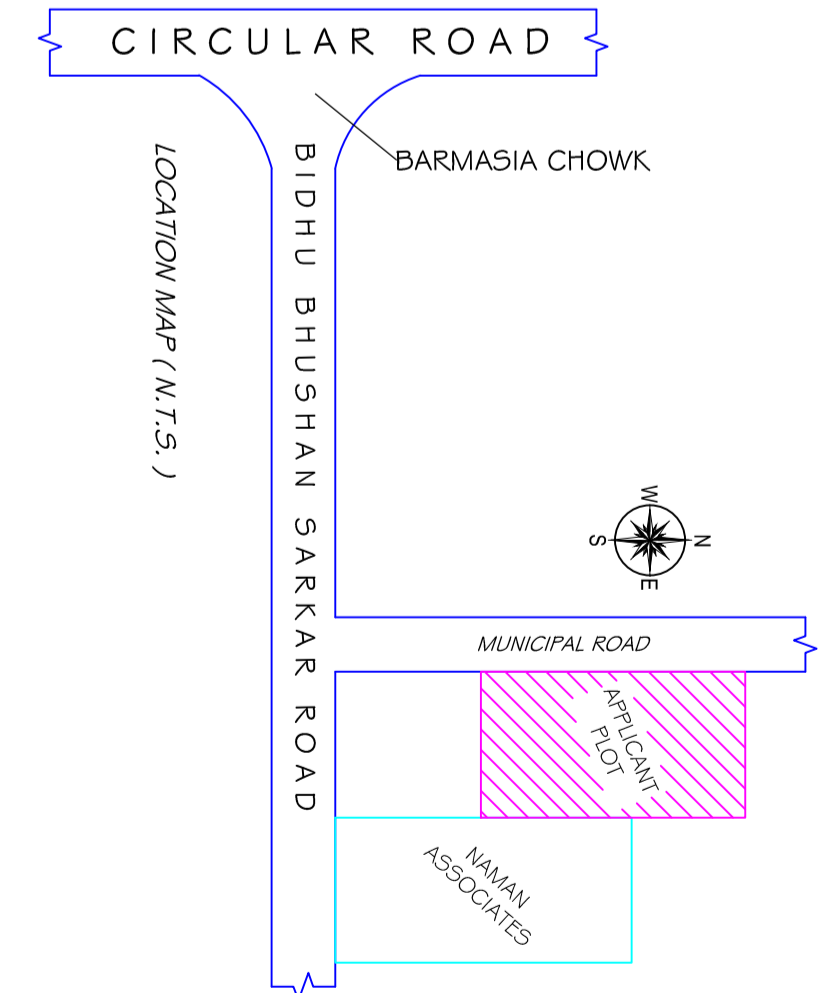 CIRCULAR ROAD
BARMASIA CHOWK
BIDHU BHUSHAN SARKAR ROAD
LOCATION MAP ( N.T.S. )
W
S
N
E
MUNICIPAL ROAD
APPLICANT
PLOT
NAMAN
ASSOCIATES